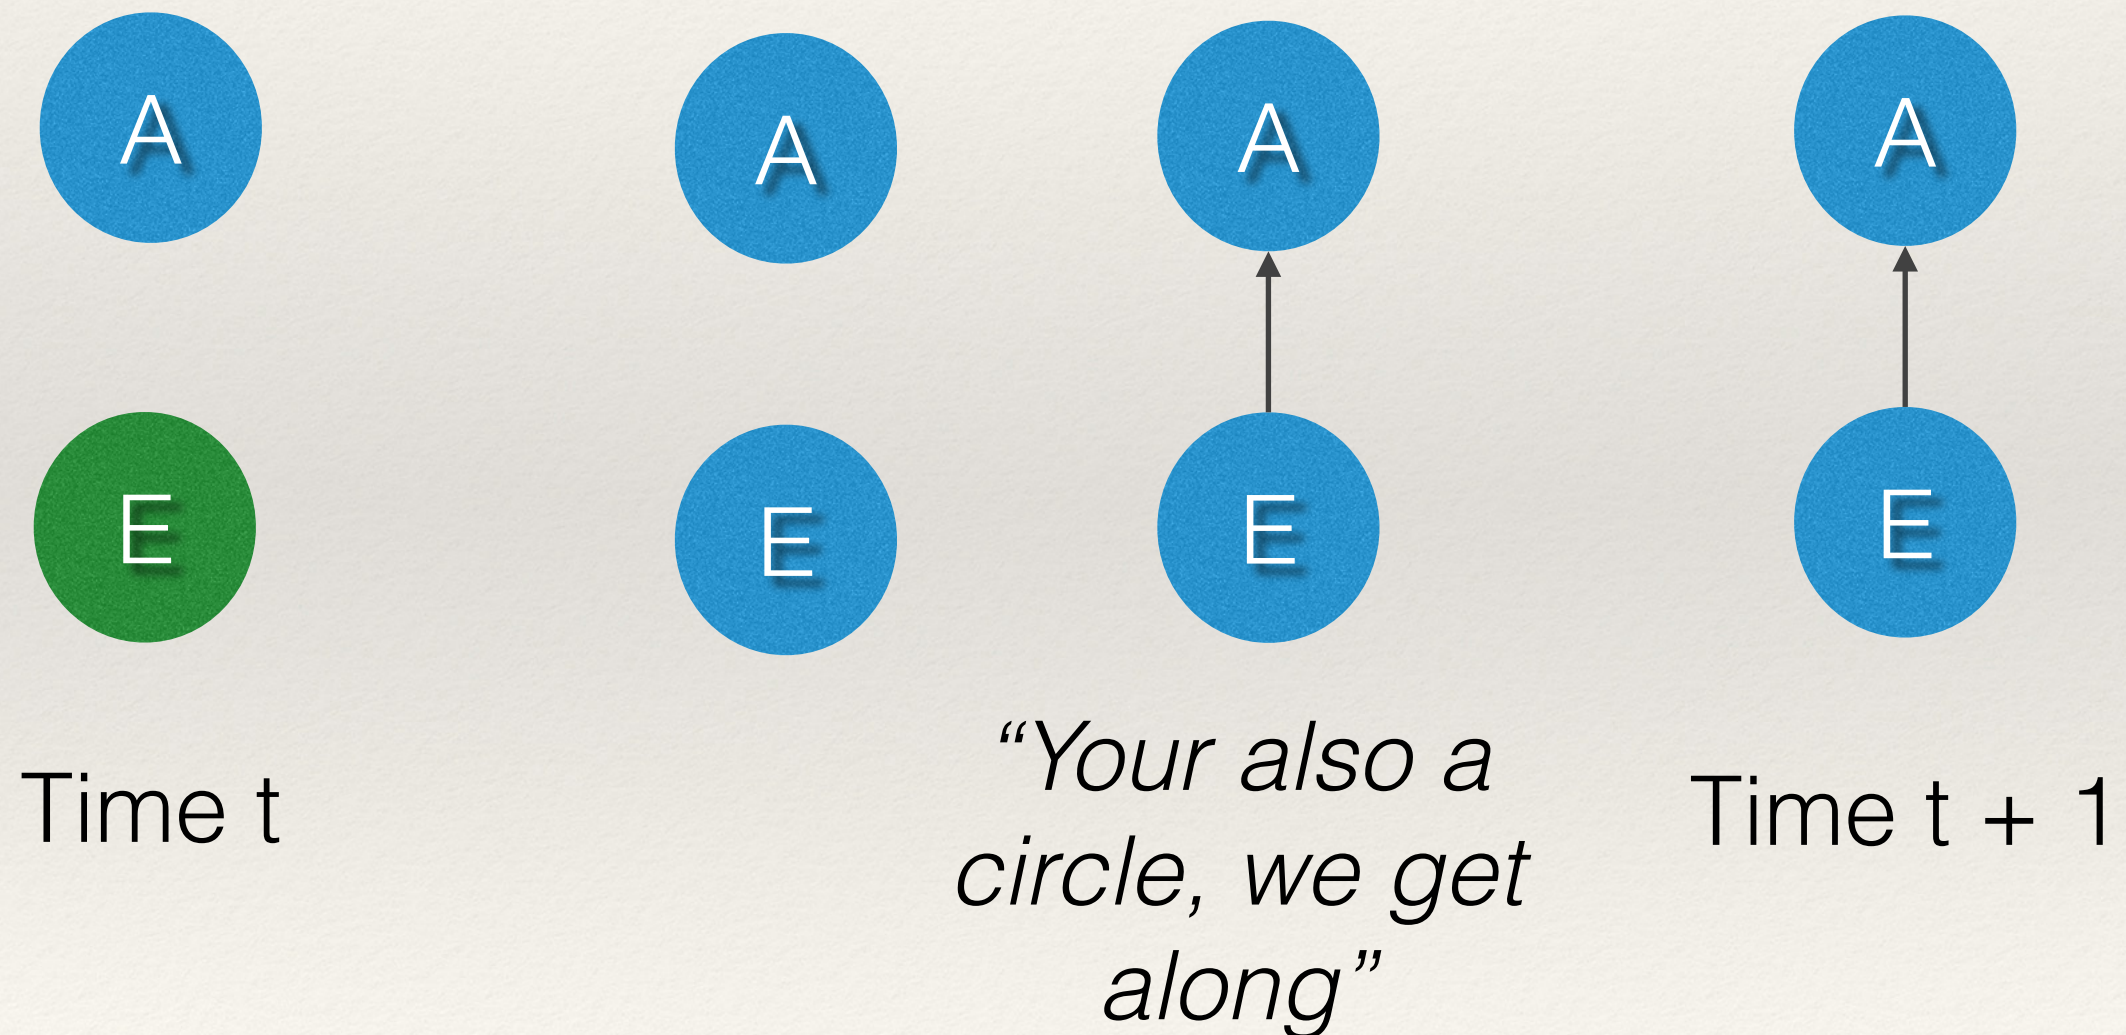 A A A A
E E E E
Time t
“Your also a
circle, we get
along”
Time t + 1